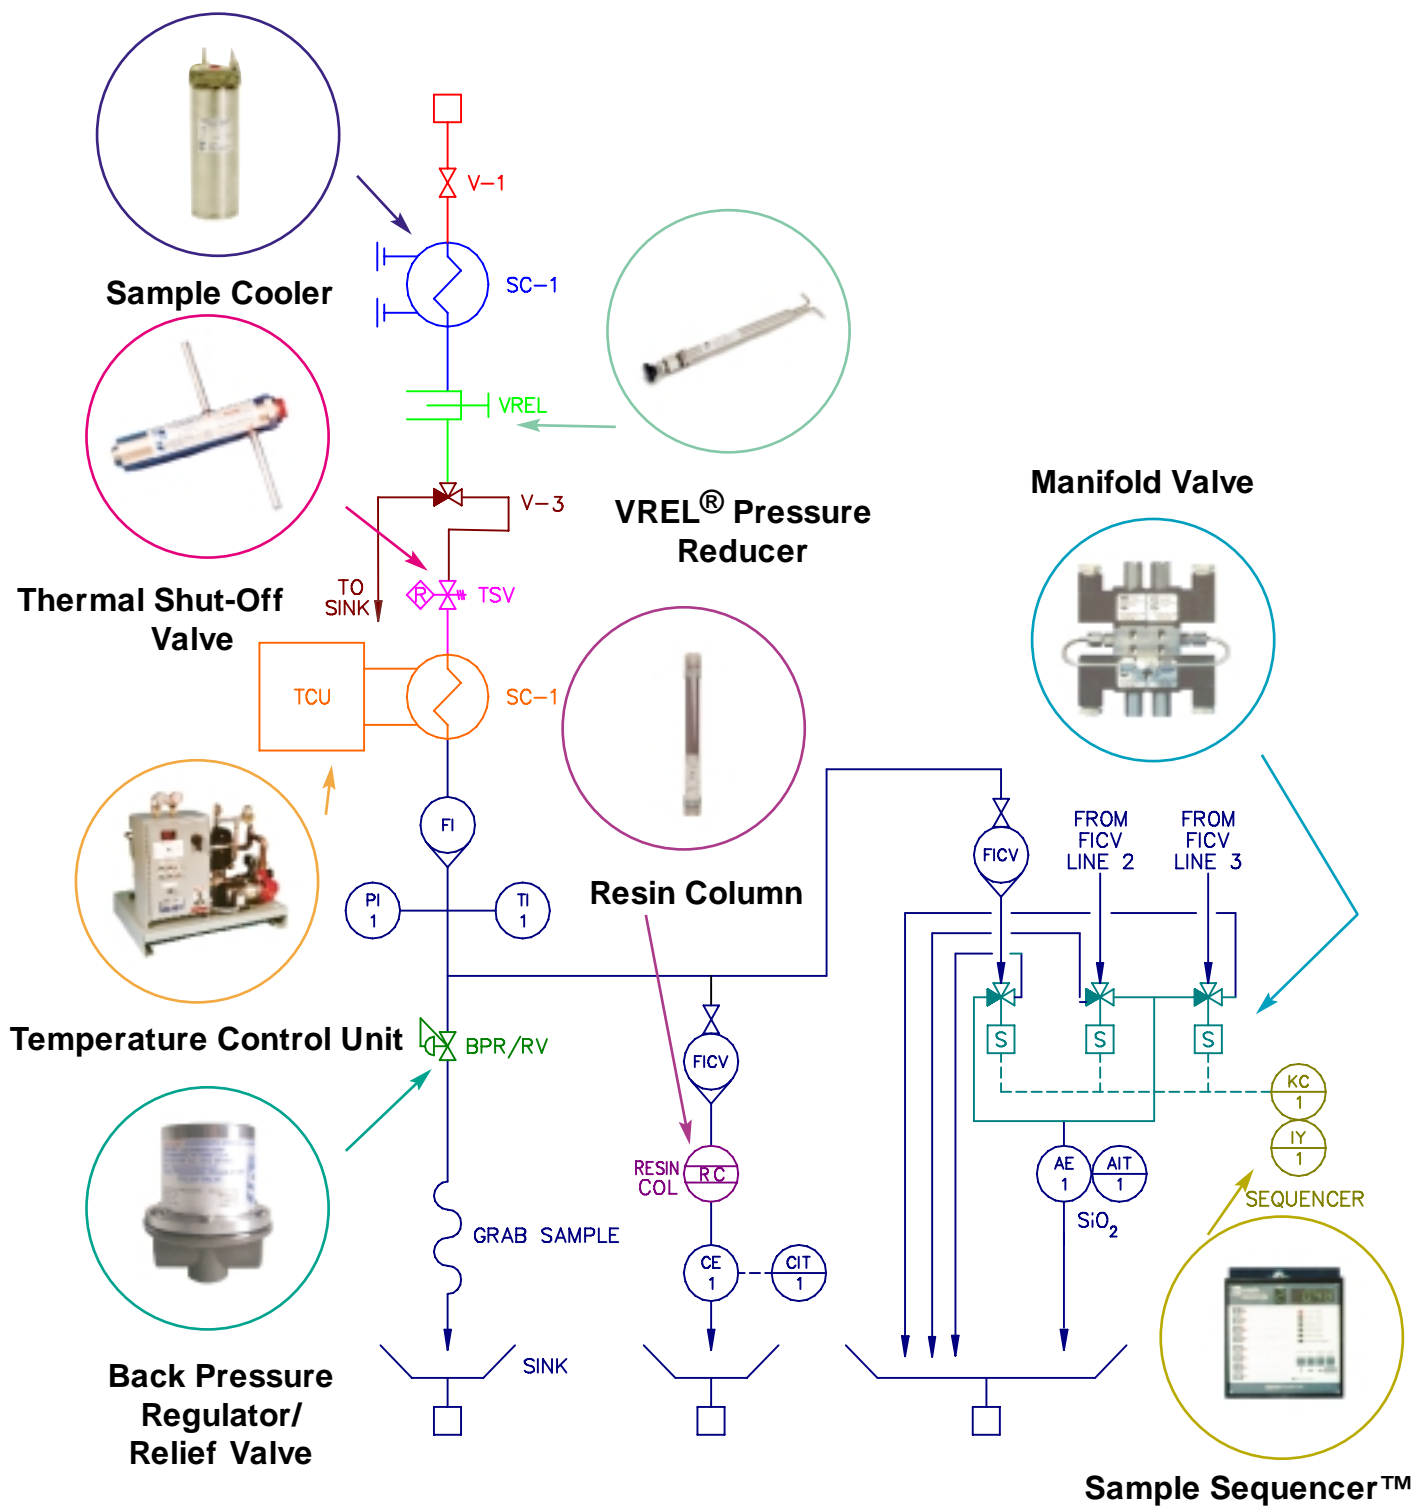 V-1
SC-1
Sample Cooler
VREL
V-3
VREL® Pressure
Reducer
Manifold Valve
TO
SINK
R
TSV
Thermal Shut-Off
Valve
TCU
SC-1
FI
PI
1
TI
1
Resin Column
FICV
FROM
FICV
LINE 2
FROM
FICV
LINE 3
Temperature Control Unit
BPR/RV
FICV
S
S
S
KC
1
IY
1
SEQUENCER
RESIN
COL
RC
AE
1
AIT
1
SiO2
GRAB SAMPLE
CE
1
CIT
1
SINK
Back Pressure
Regulator/
Relief Valve
Sample Sequencer™